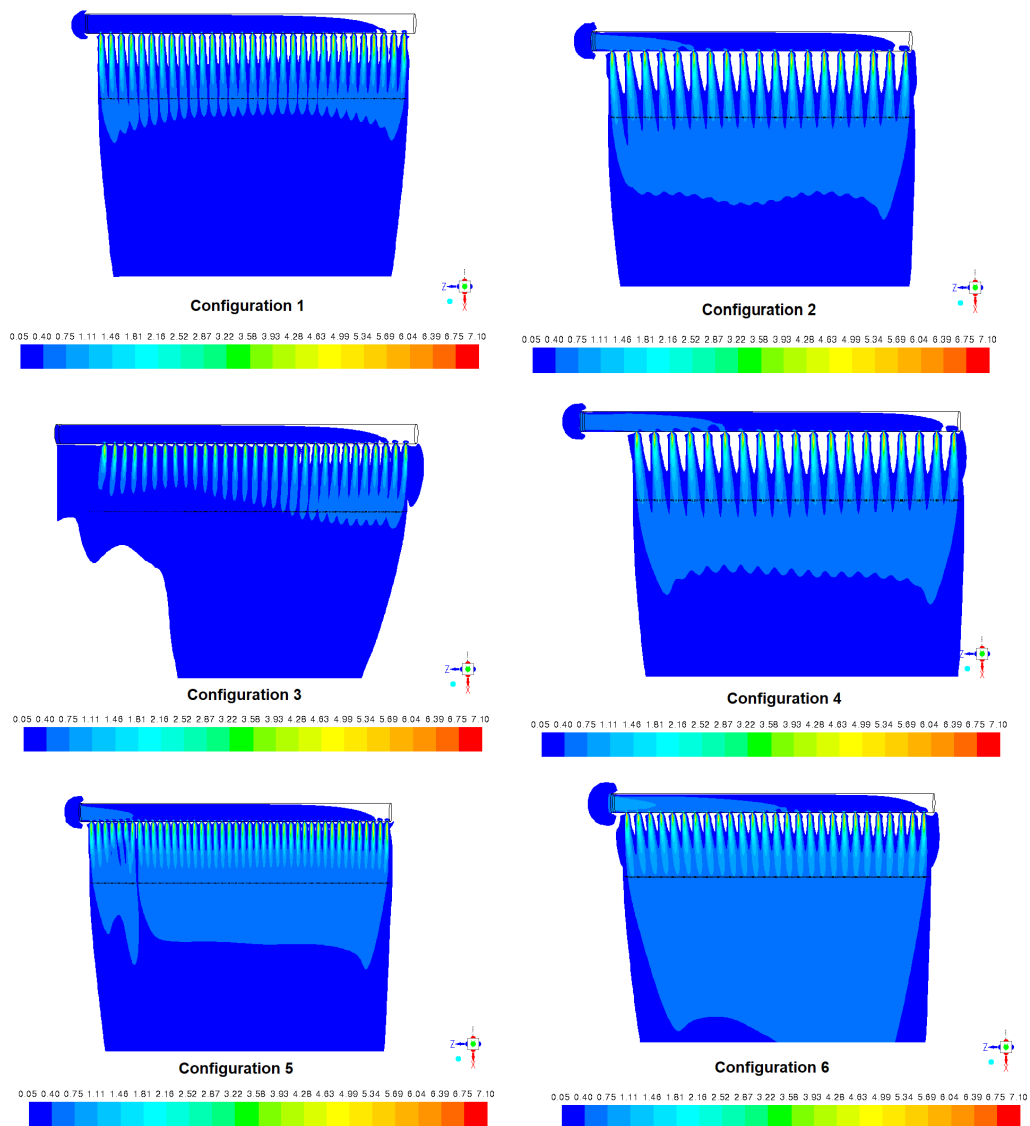 Z X
Configuration 1
Z X
Configuration 2
0.05 0.40 0.75 1.11 1.46 1.81 2.16 2.52 2.87 3.22 3.58 3.93 4.28 4.63 4.99 5.34 5.69 6.04 6.39 6.75 7.10
0.05 0.40 0.75 1.11 1.46 1.81 2.16 2.52 2.87 3.22 3.58 3.93 4.28 4.63 4.99 5.34 5.69 6.04 6.39 6.75 7.10
Z X
Configuration 3
Z X
Configuration 4
0.05 0.40 0.75 1.11 1.46 1.81 2.16 2.52 2.87 3.22 3.58 3.93 4.28 4.63 4.99 5.34 5.69 6.04 6.39 6.75 7.10
0.05 0.40 0.75 1.11 1.46 1.81 2.16 2.52 2.87 3.22 3.58 3.93 4.28 4.63 4.99 5.34 5.69 6.04 6.39 6.75 7.10
Z X
Configuration 5
Z X
Configuration 6
0.05 0.40 0.75 1.11 1.46 1.81 2.16 2.52 2.87 3.22 3.58 3.93 4.28 4.63 4.99 5.34 5.69 6.04 6.39 6.75 7.10
0.05 0.40 0.75 1.11 1.46 1.81 2.16 2.52 2.87 3.22 3.58 3.93 4.28 4.63 4.99 5.34 5.69 6.04 6.39 6.75 7.10